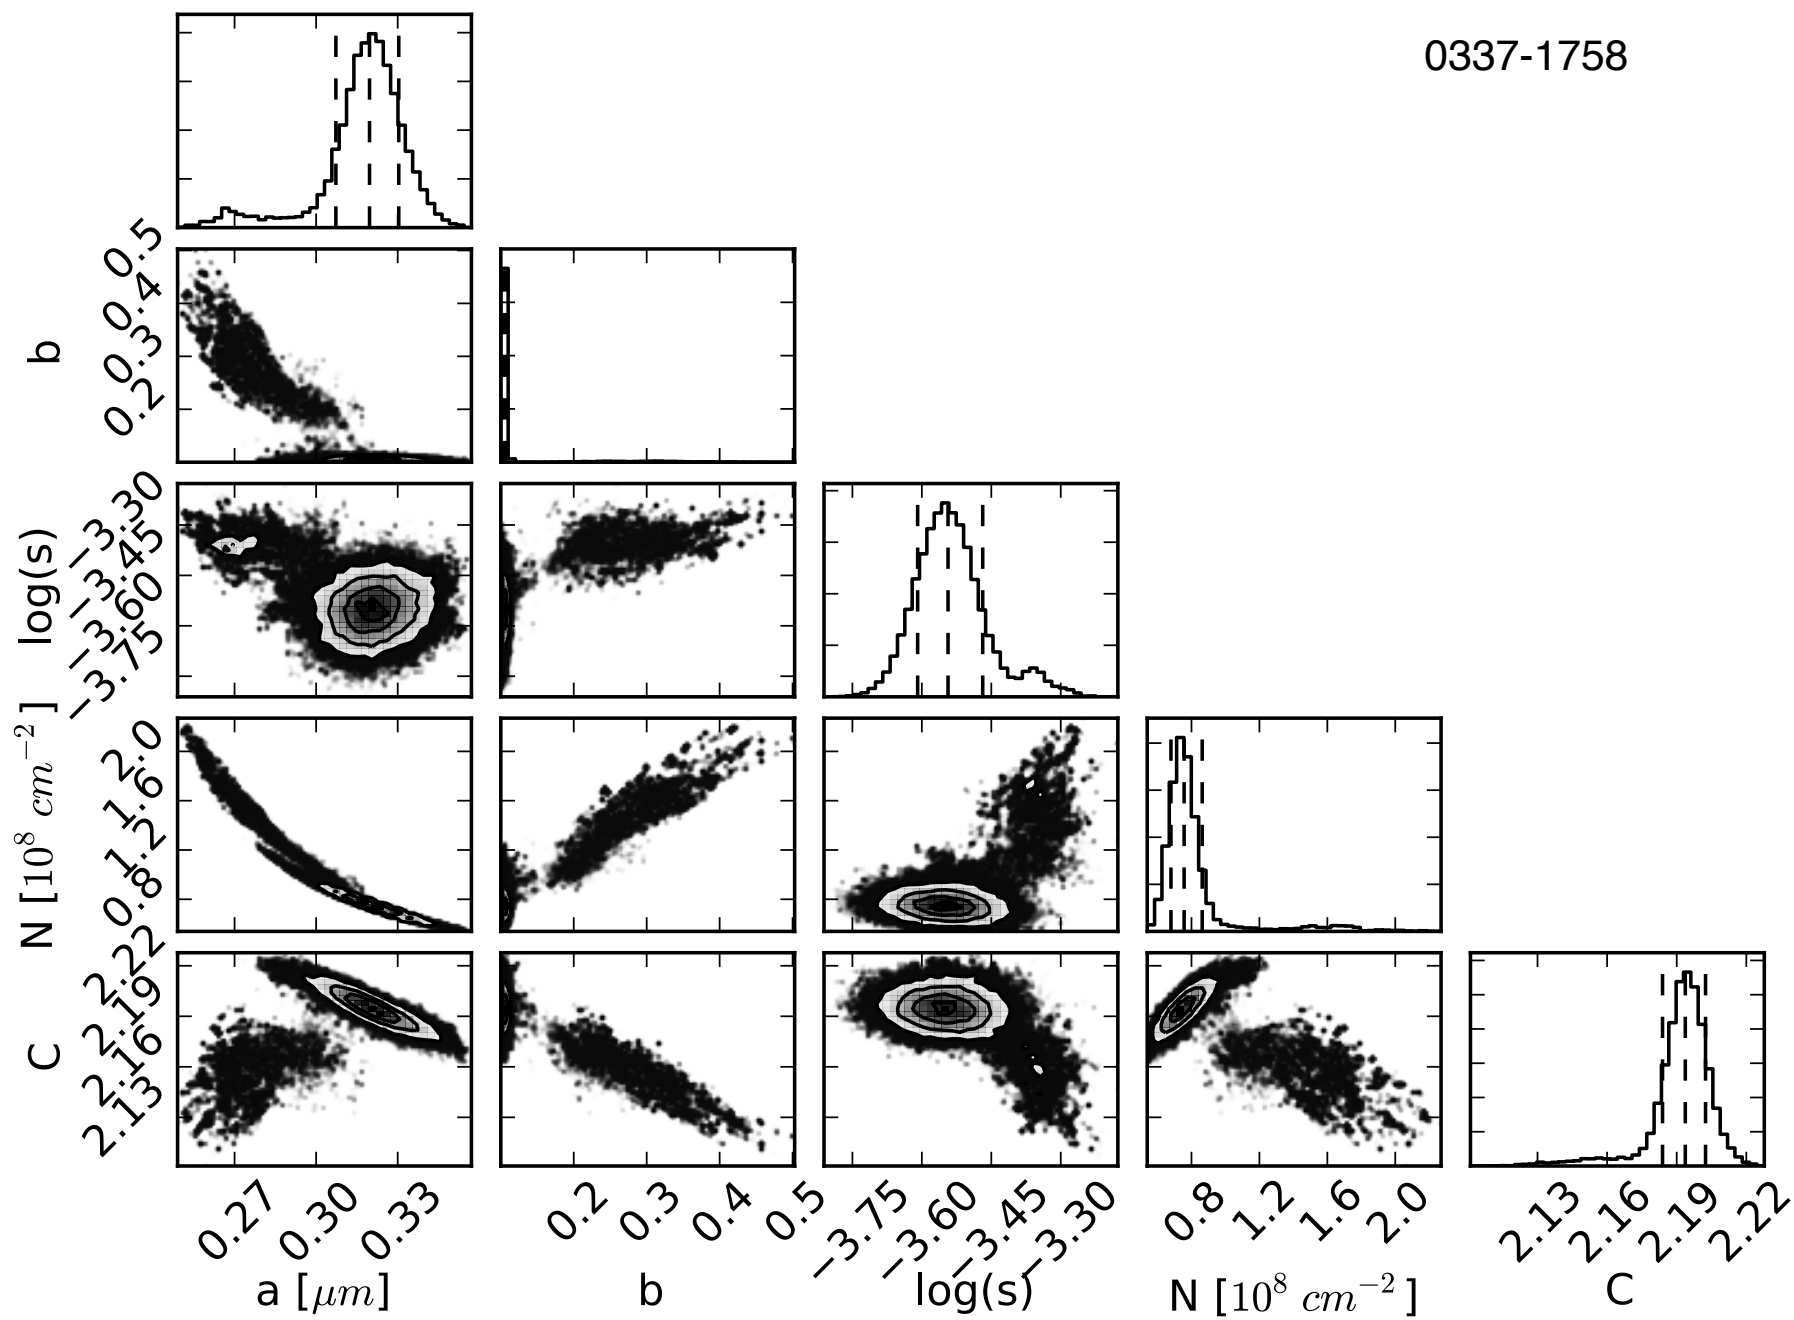 0337-1758
0.5
0.4
0.3
0.2
b
−3.30
−3.45
−3.60
−3.75
log(s)
2.0
1.6
1.2
0.8
N [10⁸ cm⁻²]
2.22
2.19
2.16
2.13
C
0.27 0.30 0.33
0.2 0.3 0.4 0.5
−3.75 −3.60 −3.45 −3.30
0.8 1.2 1.6 2.0
2.13 2.16 2.19 2.22
a [μm] b log(s) N [10⁸ cm⁻²] C